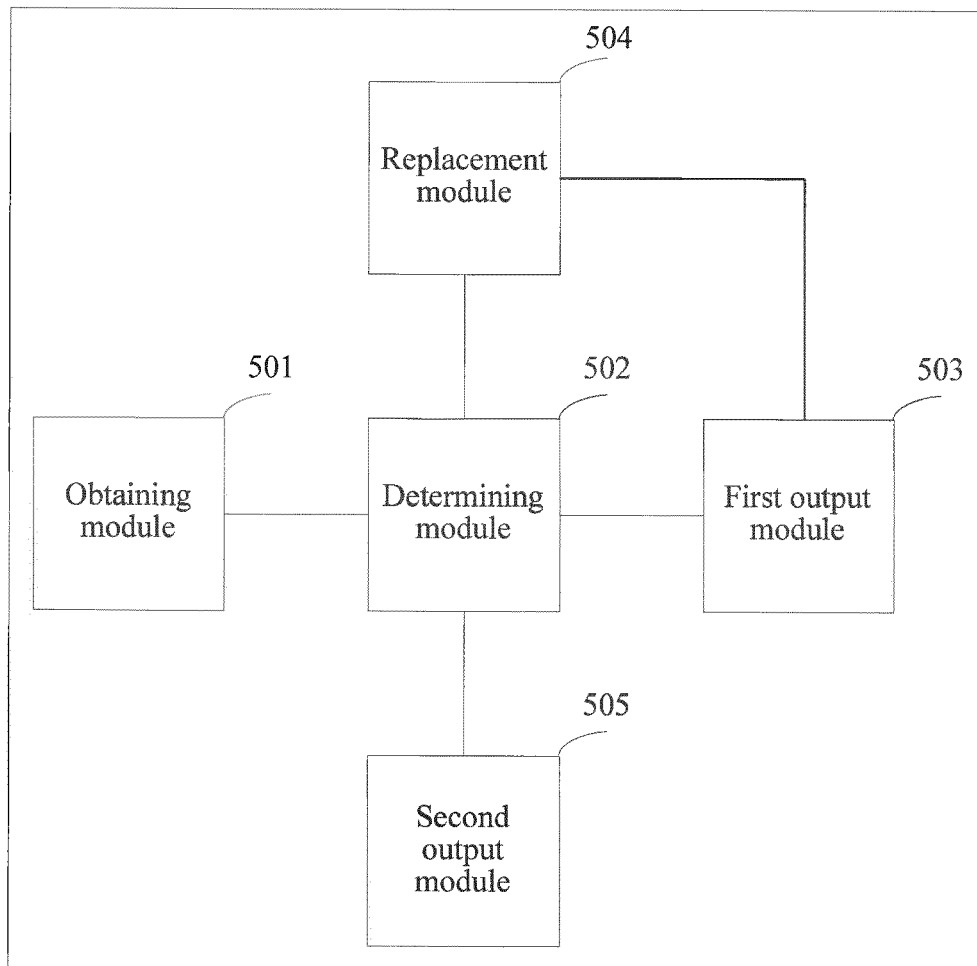 504
Replacement
module
501
502
503
Obtaining
module
Determining
module
First output
module
505
Second
output
module